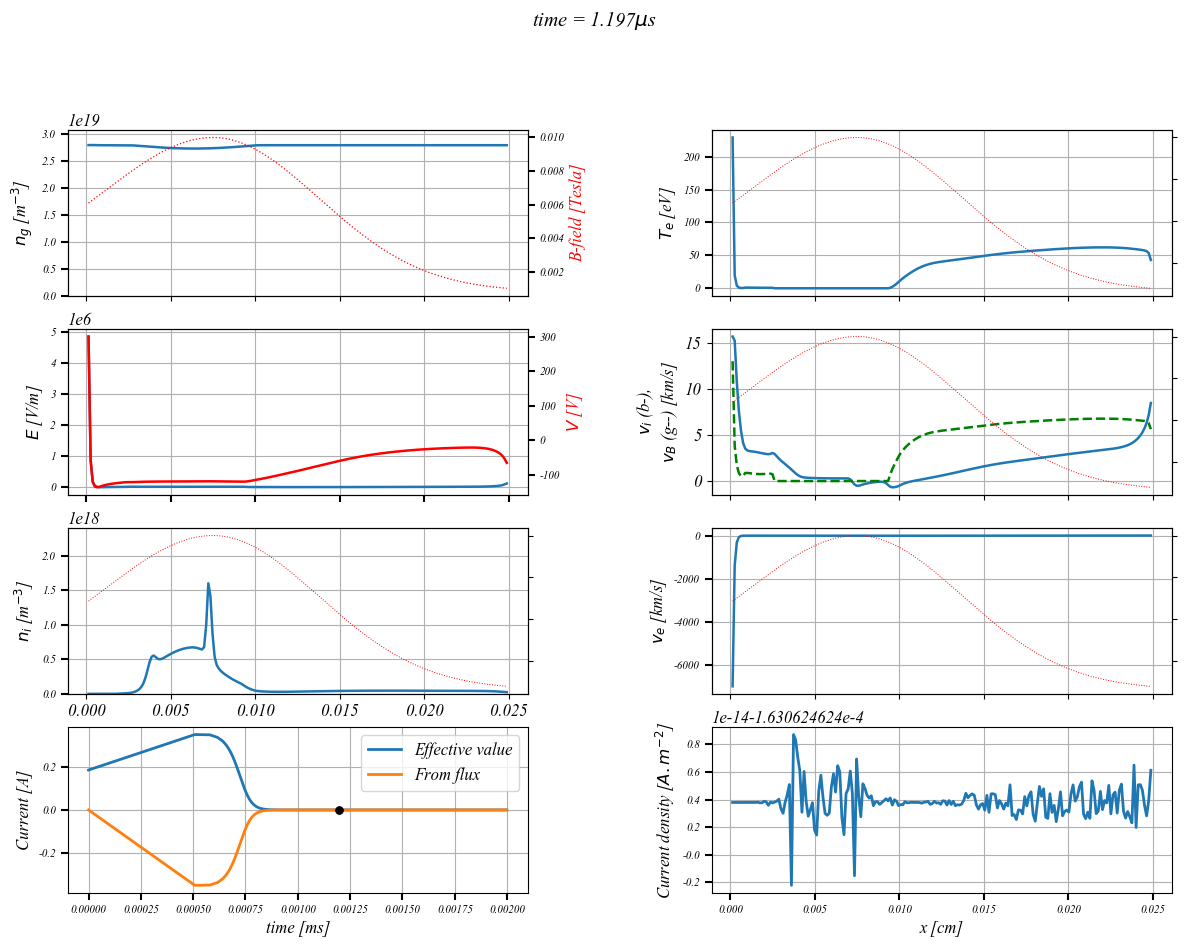 time = 1.197μs
1e19
n_g [m^{-3}]
3.0
2.5
2.0
1.5
1.0
0.5
0.0
0.010
0.008
0.006
0.004
0.002
B-field [Tesla]
T_e [eV]
200
150
100
50
0
1e6
E [V/m]
5
4
3
2
1
0
300
200
100
0
-100
V [V]
v_i (b-),
v_B (g--) [km/s]
15
10
5
0
1e18
n_i [m^{-3}]
2.0
1.5
1.0
0.5
0.0
0.000 0.005 0.010 0.015 0.020 0.025
v_e [km/s]
0
-2000
-4000
-6000
Current [A]
0.2
0.0
-0.2
Effective value
From flux
0.00000 0.00025 0.00050 0.00075 0.00100 0.00125 0.00150 0.00175 0.00200
time [ms]
1e-14-1.630624624e-4
Current density [A.m^{-2}]
0.8
0.6
0.4
0.2
-0.0
-0.2
0.000 0.005 0.010 0.015 0.020 0.025
x [cm]